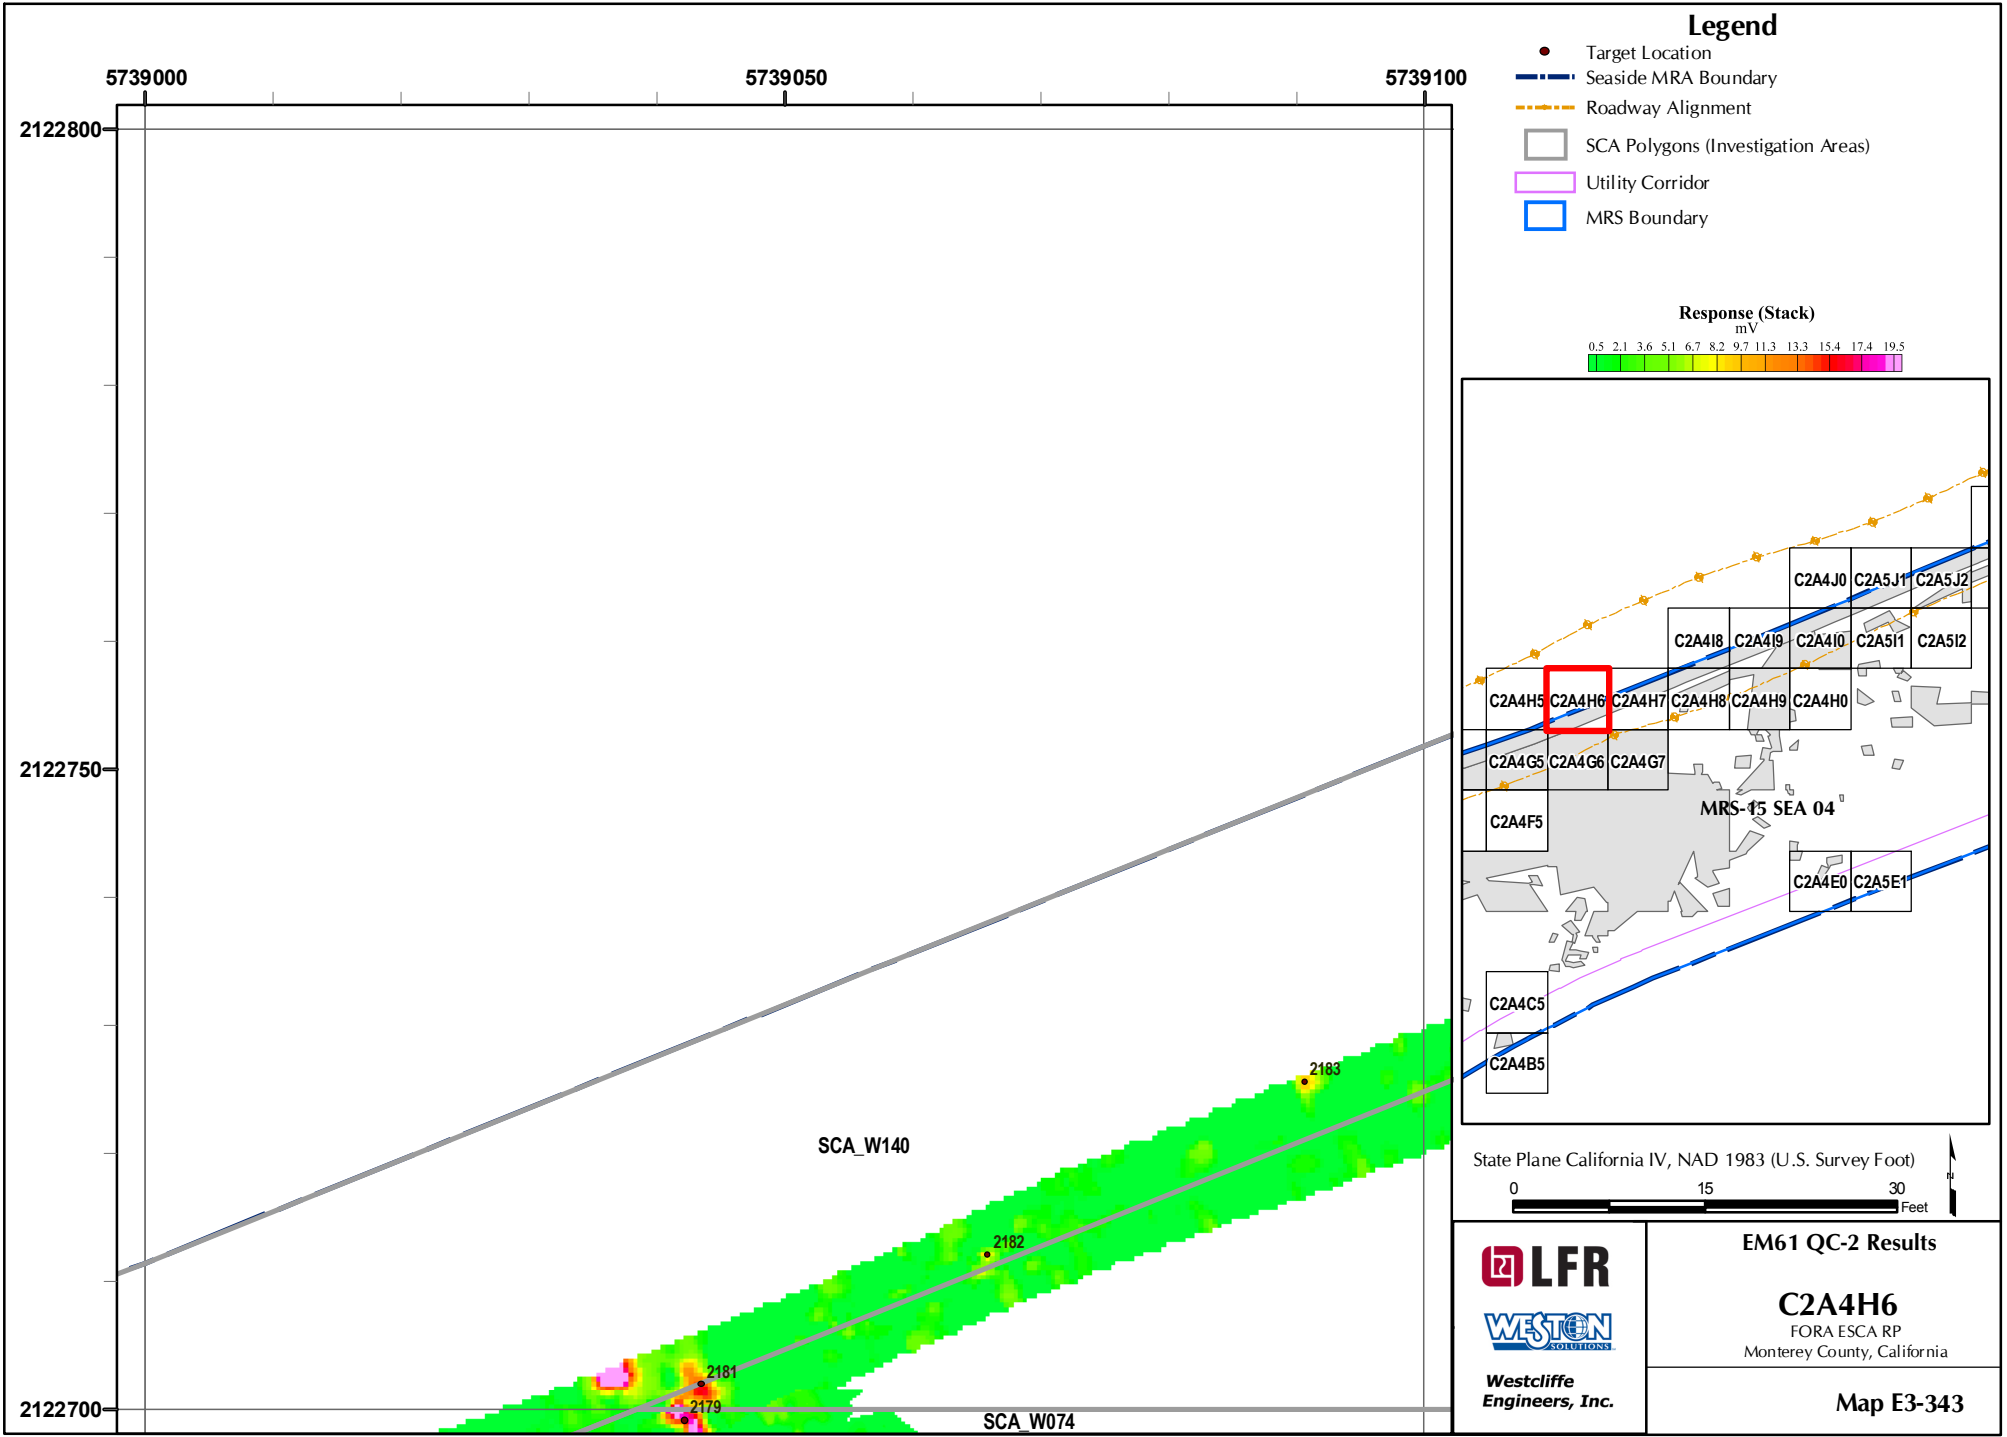 Legend
Target Location
Seaside MRA Boundary
Roadway Alignment
SCA Polygons (Investigation Areas)
Utility Corridor
MRS Boundary
5739000
5739050
5739100
2122800
2122750
2122700
Response (Stack)
mV
0.5 2.1 3.6 5.1 6.7 8.2 9.7 11.3 13.3 15.4 17.4 19.5
C2A4J0 C2A5J1 C2A5J2
C2A4I8 C2A4I9 C2A4I0 C2A5I1 C2A5I2
C2A4H5 C2A4H6 C2A4H7 C2A4H8 C2A4H9 C2A4H0
C2A4G5 C2A4G6 C2A4G7
MRS-15 SEA 04
C2A4F5
C2A4E0 C2A5E1
C2A4C5
C2A4B5
2183
SCA_W140
2182
2181
2179
SCA_W074
State Plane California IV, NAD 1983 (U.S. Survey Foot)
0 15 30
Feet
N
LFR
WESTON
SOLUTIONS
Westcliffe
Engineers, Inc.
EM61 QC-2 Results
C2A4H6
FORA ESCA RP
Monterey County, California
Map E3-343